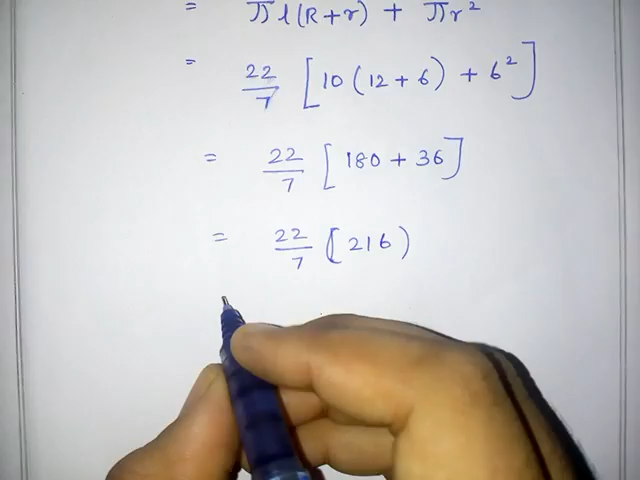 = πl(R+r) + πr²
= 22/7 [10(12+6) + 6²]
= 22/7 [180 + 36]
= 22/7 (216)